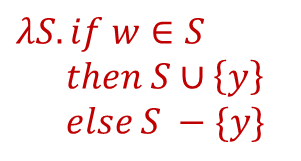 λS. if w ∈ S
then S ∪ {y}
else S − {y}